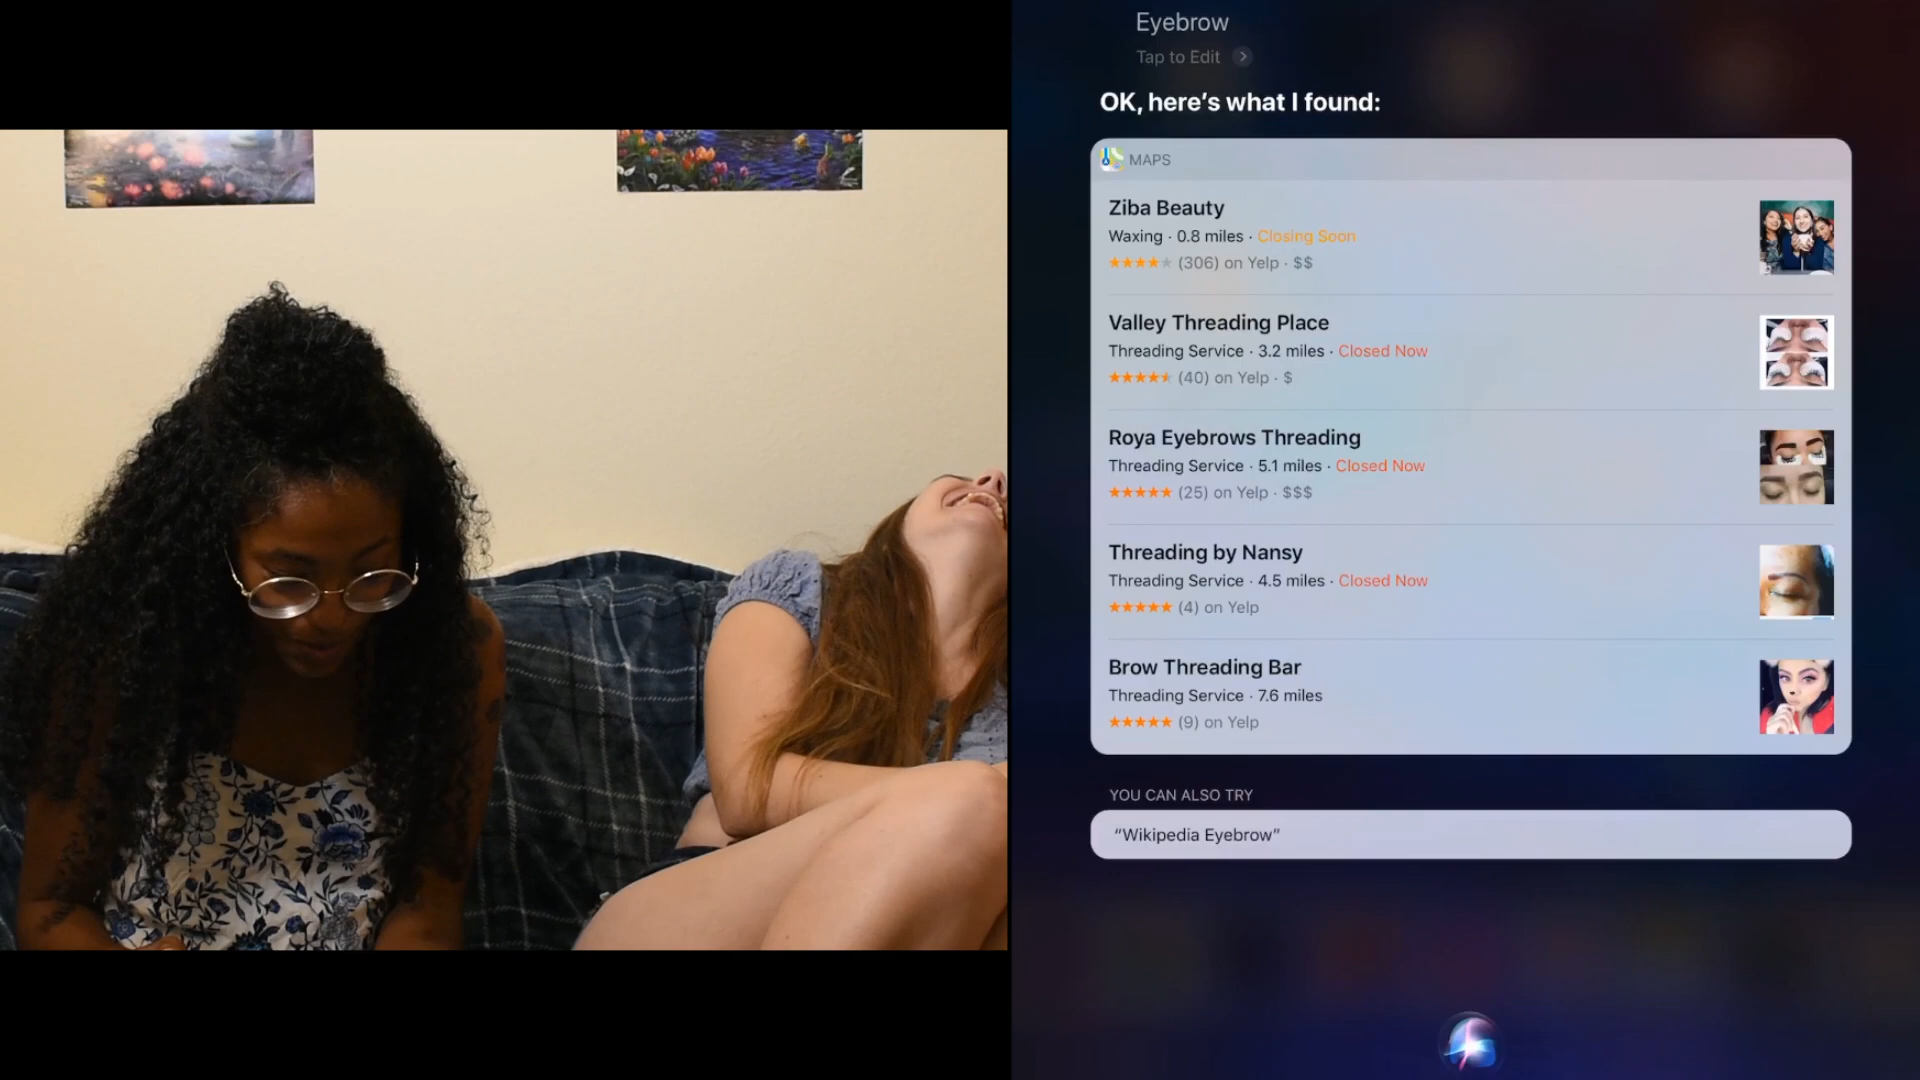 Eyebrow
Tap to Edit
OK, here's what I found:
MAPS
Ziba Beauty
Waxing · 0.8 miles · Closing Soon
★★★★★ (306) on Yelp · $$
Valley Threading Place
Threading Service · 3.2 miles · Closed Now
★★★★★ (40) on Yelp · $
Roya Eyebrows Threading
Threading Service · 5.1 miles · Closed Now
★★★★★ (25) on Yelp · $$$
Threading by Nansy
Threading Service · 4.5 miles · Closed Now
★★★★★ (4) on Yelp
Brow Threading Bar
Threading Service · 7.6 miles
★★★★★ (9) on Yelp
YOU CAN ALSO TRY
“Wikipedia Eyebrow”